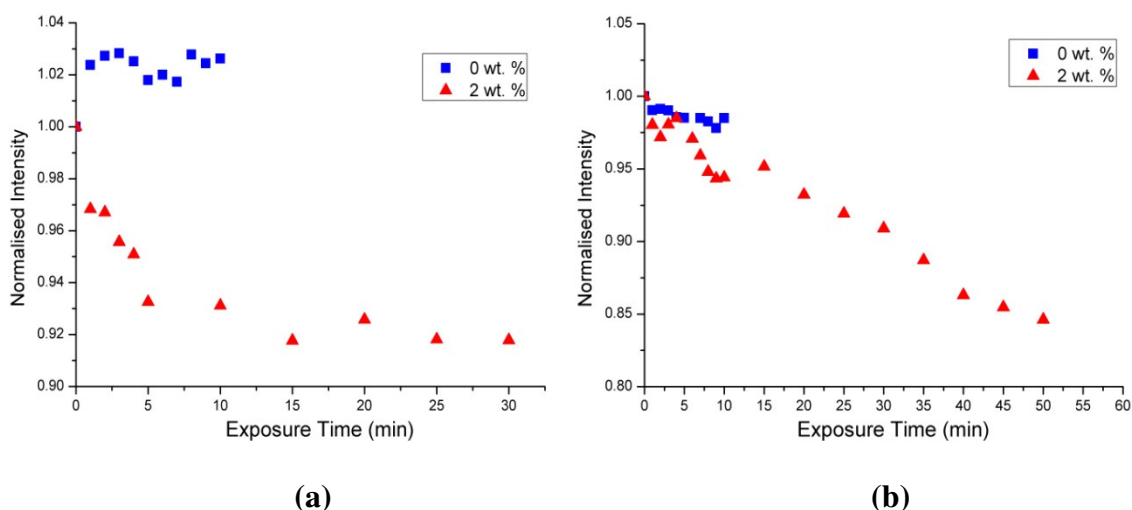 1.04
1.02
1.00
0.98
0.96
0.94
0.92
0.90
Normalised Intensity
0 wt. %
2 wt. %
0 5 10 15 20 25 30
Exposure Time (min)
(a)
1.05
1.00
0.95
0.90
0.85
0.80
Normalised Intensity
0 wt. %
2 wt. %
0 5 10 15 20 25 30 35 40 45 50 55 60
Exposure Time (min)
(b)